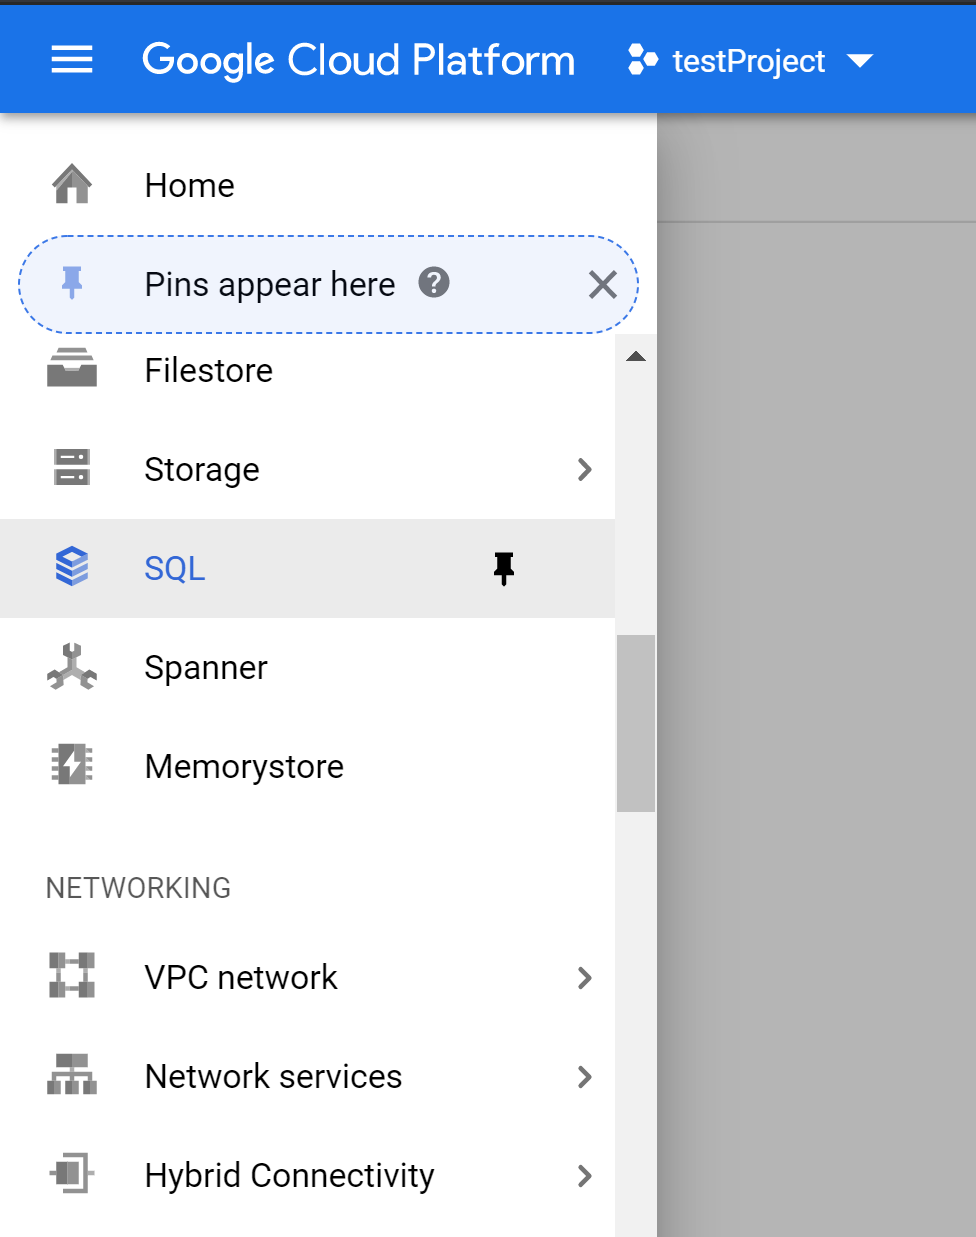 Google Cloud Platform testProject
Home
Pins appear here ?
Filestore
Storage
SQL
Spanner
Memorystore
NETWORKING
VPC network
Network services
Hybrid Connectivity